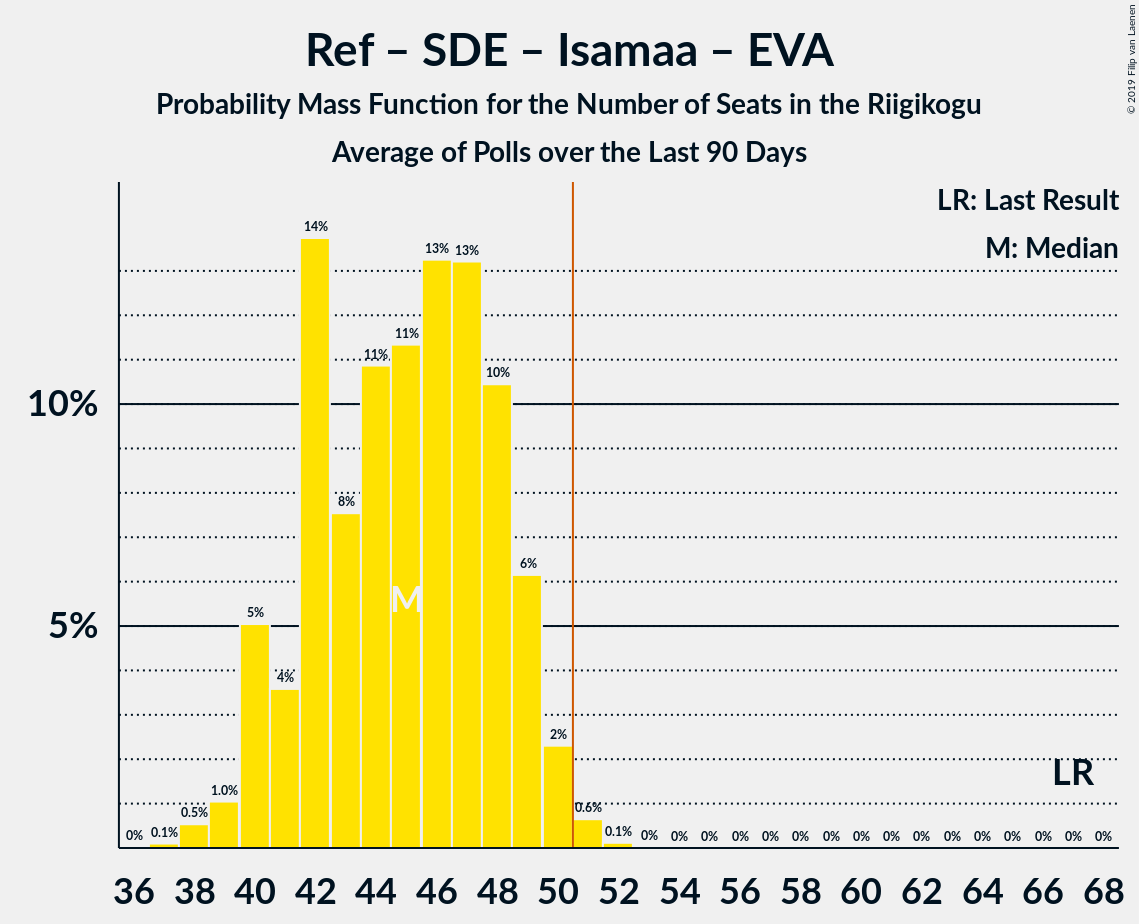 Ref – SDE – Isamaa – EVA
Probability Mass Function for the Number of Seats in the Riigikogu
Average of Polls over the Last 90 Days
© 2019 Filip van Laenen
LR: Last Result
M: Median
10%
5%
0% 0.1% 0.5% 1.0% 5% 4% 14% 8% 11% 11% 13% 13% 10% 6% 2% 0.6% 0.1% 0% 0% 0% 0% 0% 0% 0% 0% 0% 0% 0% 0% 0% 0% 0% 0%
M
LR
36 38 40 42 44 46 48 50 52 54 56 58 60 62 64 66 68